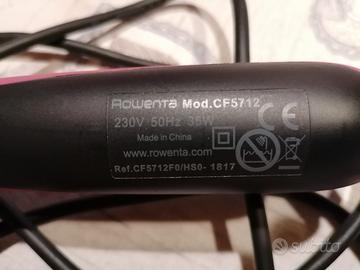 Rowenta Mod.CF5712
230V 50Hz 35W
Made in China
www.rowenta.com
Ref.CF5712F0/HS0- 1817
subito